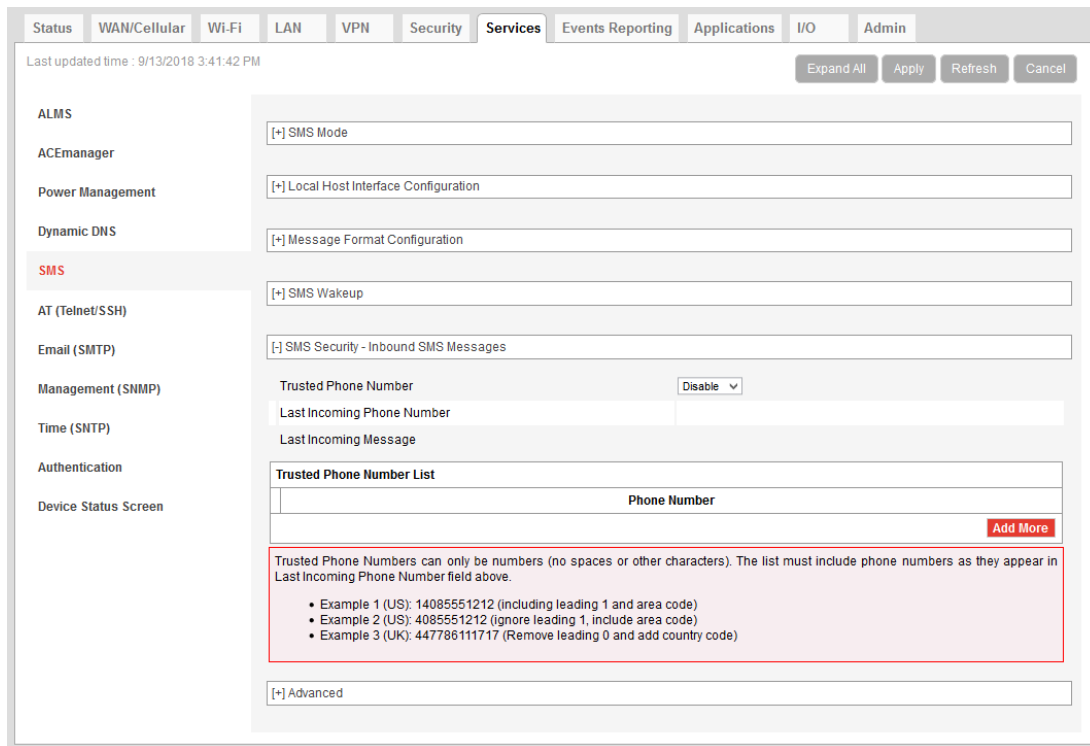 Status WAN/Cellular Wi-Fi LAN VPN Security Services Events Reporting Applications I/O Admin
Last updated time : 9/13/2018 3:41:42 PM
Expand All Apply Refresh Cancel
ALMS
ACEmanager
Power Management
Dynamic DNS
SMS
AT (Telnet/SSH)
Email (SMTP)
Management (SNMP)
Time (SNTP)
Authentication
Device Status Screen
[+] SMS Mode
[+] Local Host Interface Configuration
[+] Message Format Configuration
[+] SMS Wakeup
[-] SMS Security - Inbound SMS Messages
Trusted Phone Number Disable
Last Incoming Phone Number
Last Incoming Message
Trusted Phone Number List
Phone Number
Add More
Trusted Phone Numbers can only be numbers (no spaces or other characters). The list must include phone numbers as they appear in
Last Incoming Phone Number field above.
• Example 1 (US): 14085551212 (including leading 1 and area code)
• Example 2 (US): 4085551212 (ignore leading 1, include area code)
• Example 3 (UK): 447786111717 (Remove leading 0 and add country code)
[+] Advanced